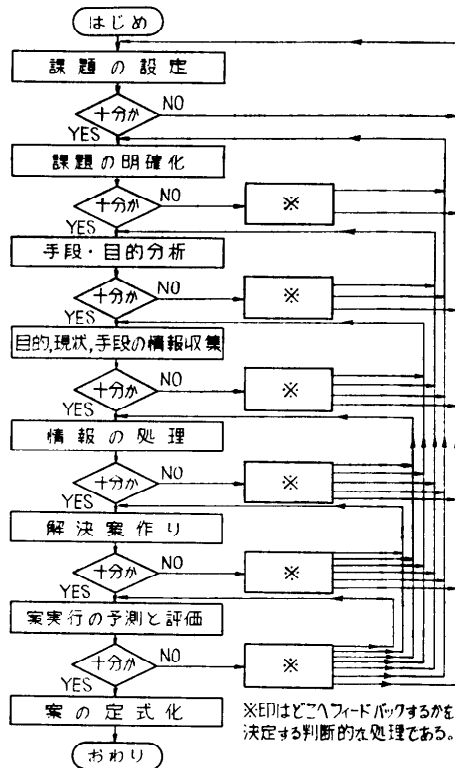 はじめ
課題の設定
十分か NO
YES
課題の明確化
十分か NO
※
YES
手段・目的分析
十分か NO
※
YES
目的,現状,手段の情報収集
十分か NO
※
YES
情報の処理
十分か NO
※
YES
解決案作り
十分か NO
※
YES
案実行の予測と評価
十分か NO
※
YES
案の定式化
おわり
※印はどこへフィードバックするかを
決定する判断的な処理である。